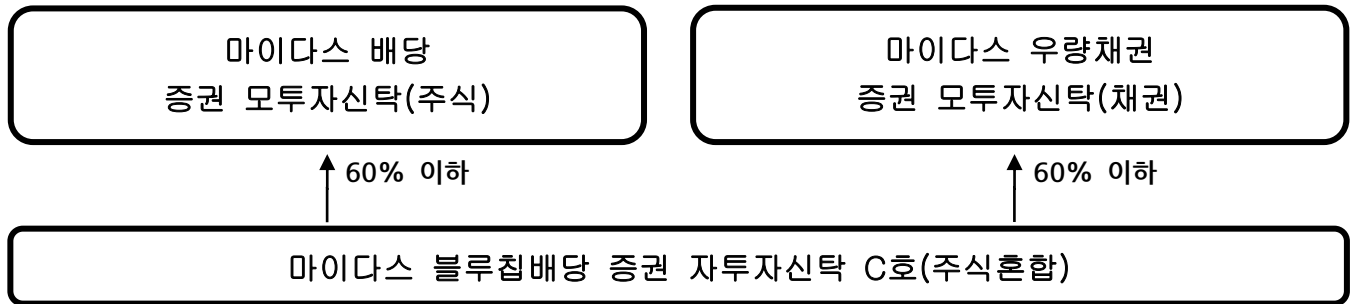 마이다스 배당
증권 모투자신탁(주식)
마이다스 우량채권
증권 모투자신탁(채권)
60% 이하
60% 이하
마이다스 블루칩배당 증권 자투자신탁 C호(주식혼합)